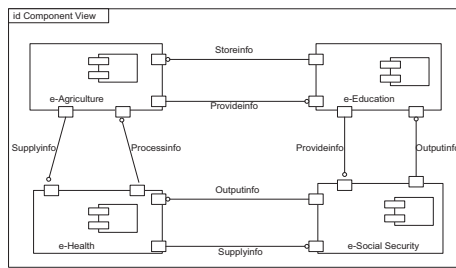 id Component View
Storeinfo
e-Agriculture
e-Education
Provideinfo
Supplyinfo
Processinfo
Provideinfo
Outputinfo
Outputinfo
e-Health
e-Social Security
Supplyinfo